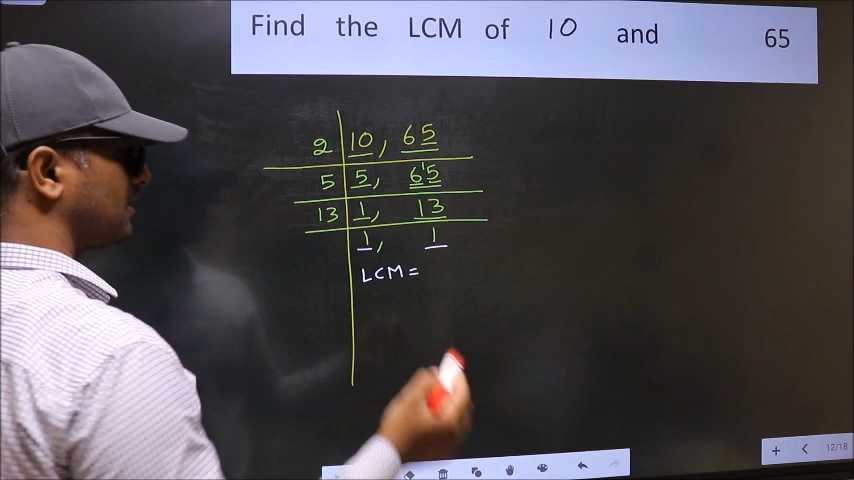 Find the LCM of 10 and 65
2 10, 65
5 5, 65
13 1, 13
1, 1
LCM =
12/18